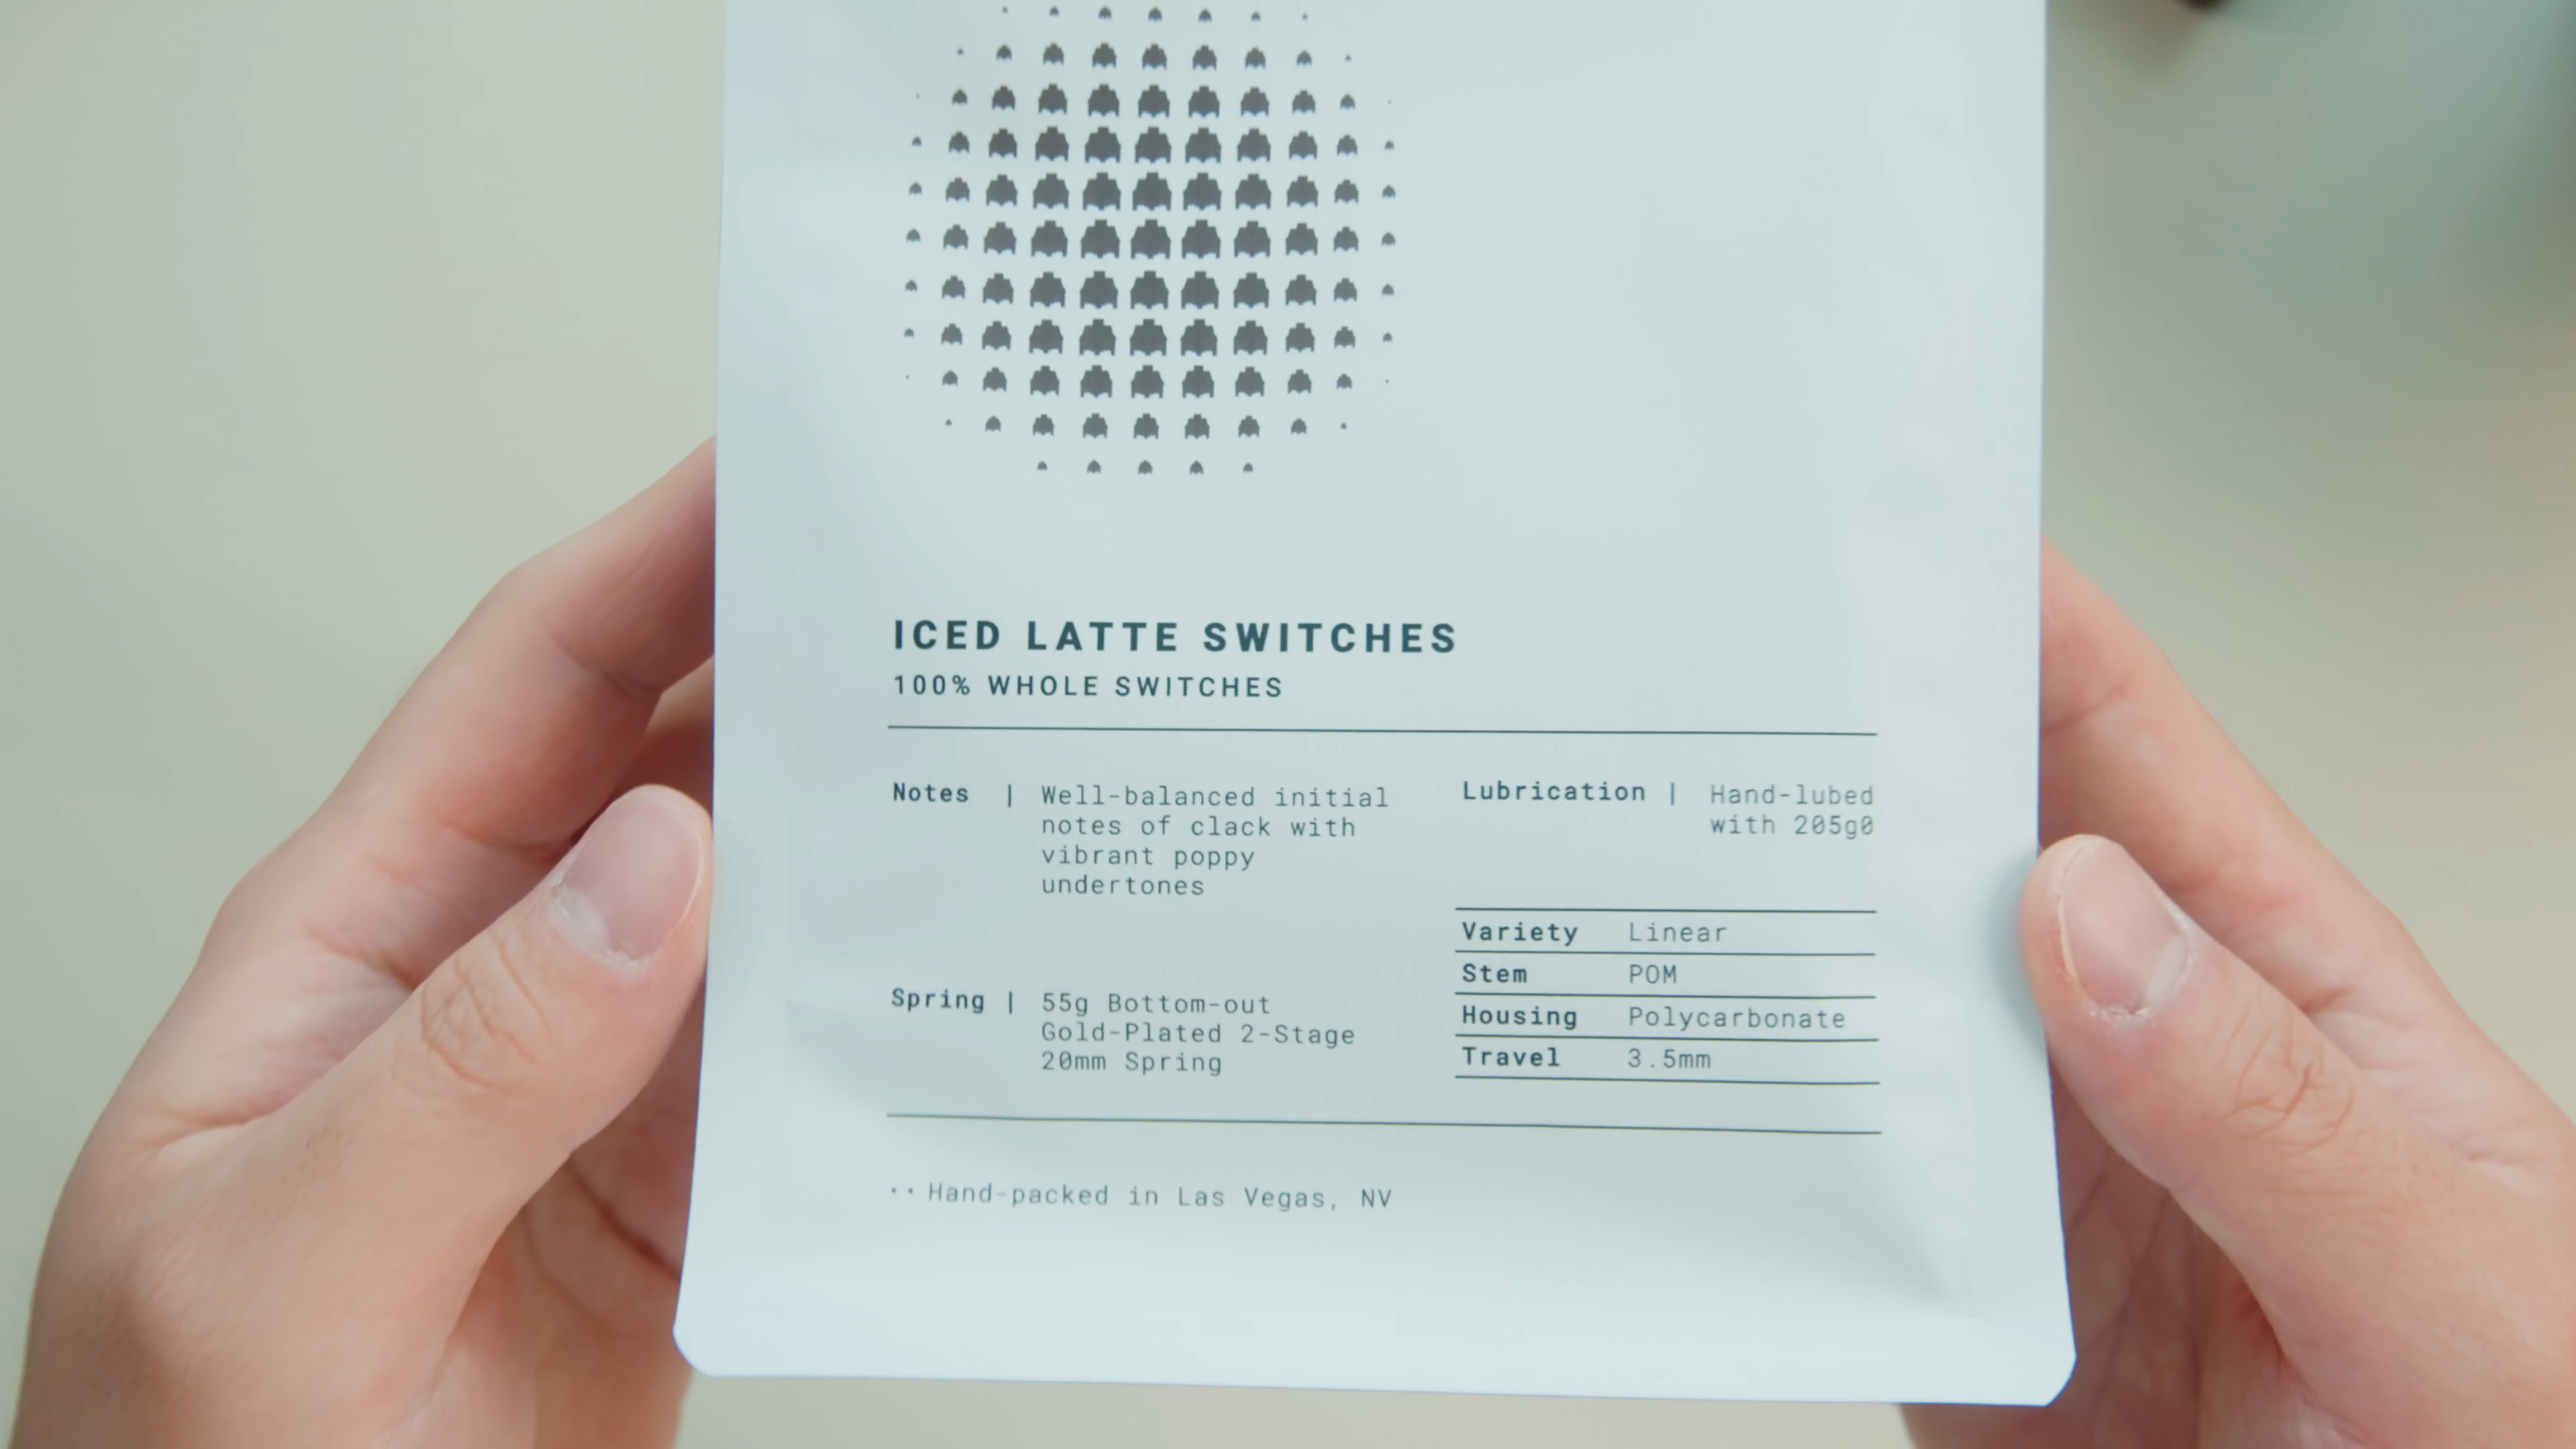 ICED LATTE SWITCHES
100% WHOLE SWITCHES
Notes | Well-balanced initial
notes of clack with
vibrant poppy
undertones
Spring | 55g Bottom-out
Gold-Plated 2-Stage
20mm Spring
Lubrication | Hand-lubed
with 205g0
Variety Linear
Stem POM
Housing Polycarbonate
Travel 3.5mm
·· Hand-packed in Las Vegas, NV